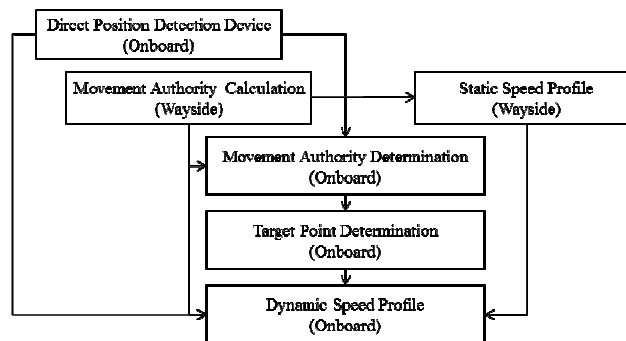 Direct Position Detection Device
(Onboard)
Movement Authority Calculation
(Wayside)
Static Speed Profile
(Wayside)
Movement Authority Determination
(Onboard)
Target Point Determination
(Onboard)
Dynamic Speed Profile
(Onboard)